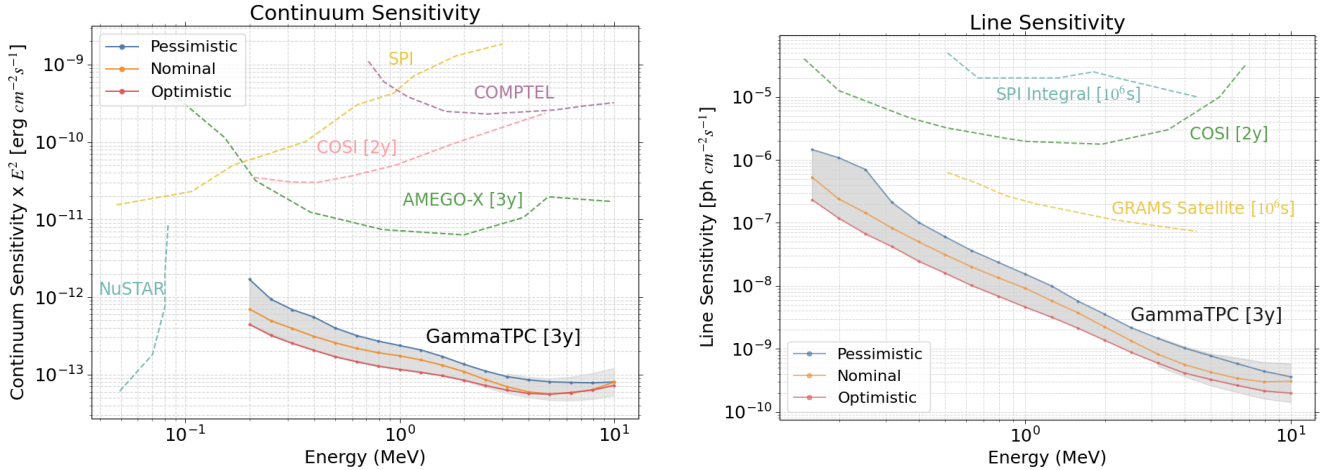 Continuum Sensitivity
Continuum Sensitivity x E² [erg cm⁻²s⁻¹]
10⁻⁹
10⁻¹⁰
10⁻¹¹
10⁻¹²
10⁻¹³
Pessimistic
Nominal
Optimistic
SPI
COMPTEL
COSI [2y]
AMEGO-X [3y]
NuSTAR
GammaTPC [3y]
10⁻¹
10⁰
10¹
Energy (MeV)
Line Sensitivity
Line Sensitivity [ph cm⁻²s⁻¹]
10⁻⁵
10⁻⁶
10⁻⁷
10⁻⁸
10⁻⁹
10⁻¹⁰
SPI Integral [10⁶s]
COSI [2y]
GRAMS Satellite [10⁶s]
GammaTPC [3y]
Pessimistic
Nominal
Optimistic
10⁰
10¹
Energy (MeV)